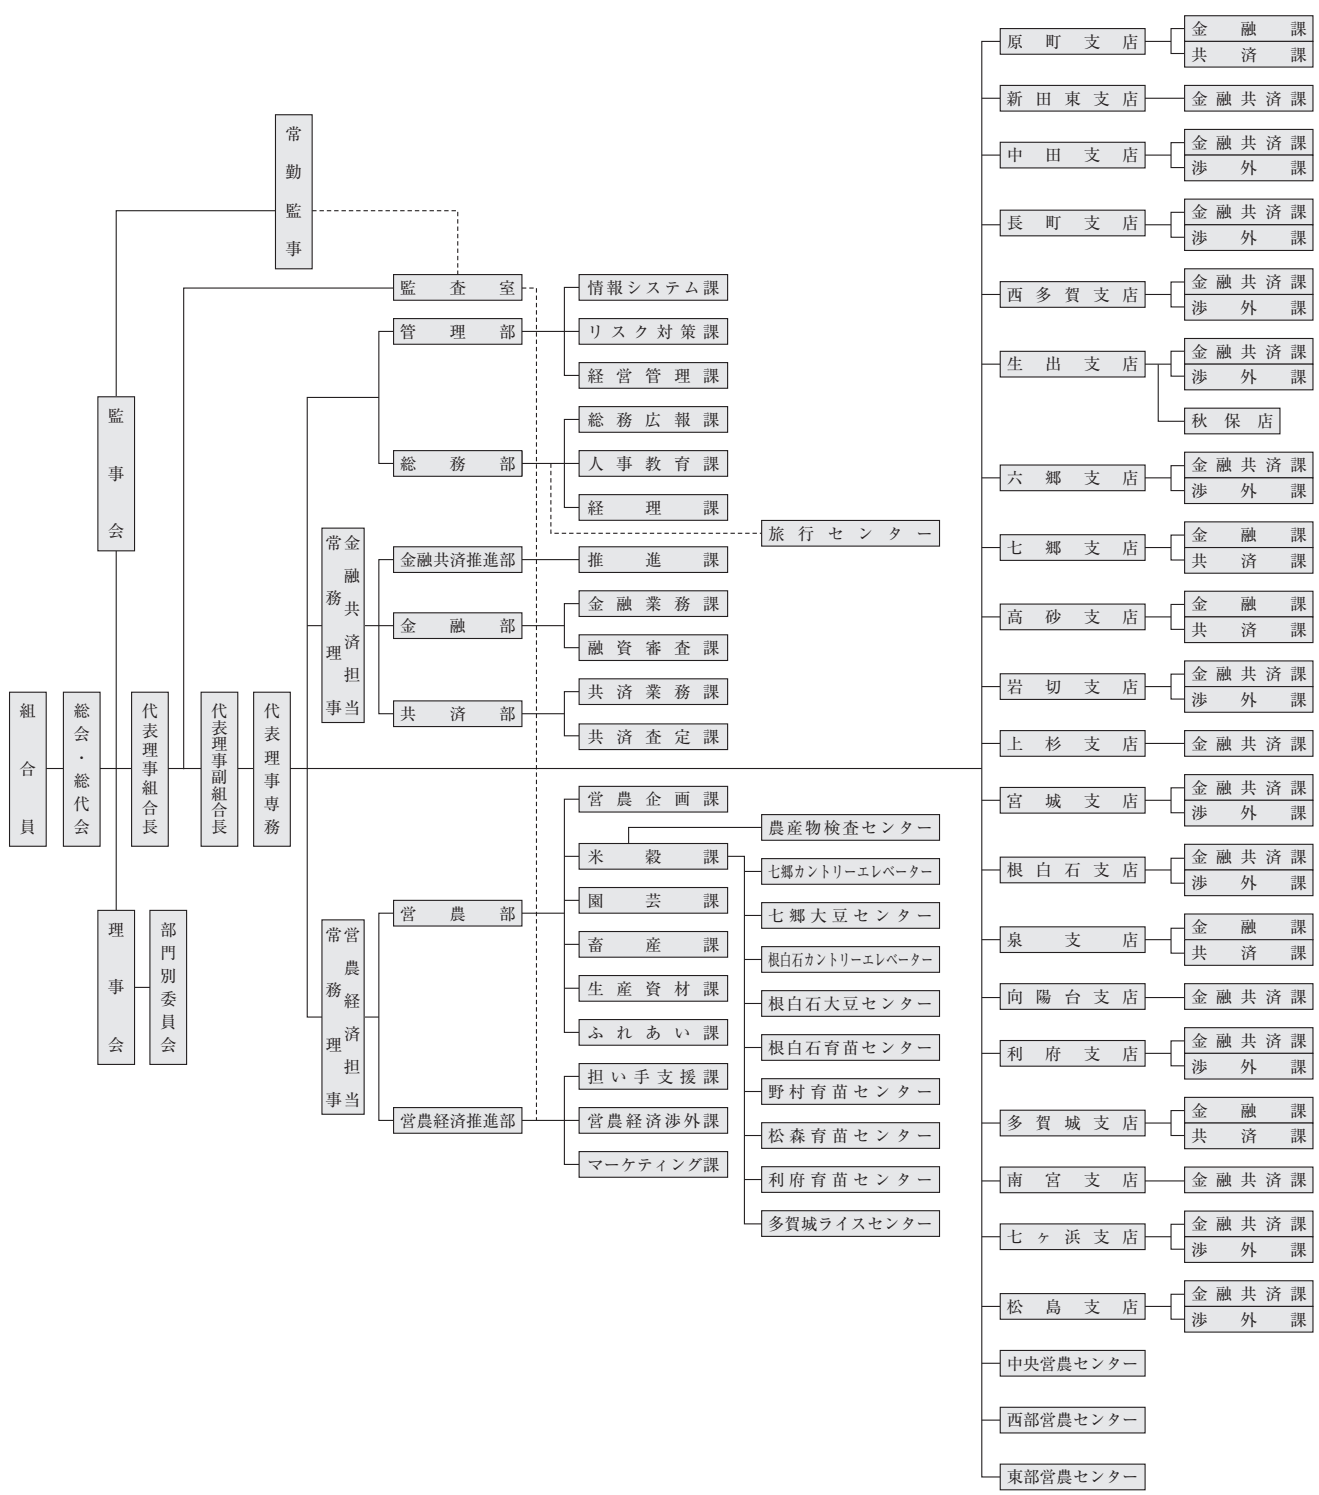 組合員
総会・総代会
監事会
常勤監事
理事会
部門別委員会
代表理事組合長
代表理事副組合長
代表理事専務
監査室
管理部
情報システム課
リスク対策課
経営管理課
総務部
総務広報課
人事教育課
経理課
旅行センター
金融共済担当
常務理事
金融共済推進部
推進課
金融部
金融業務課
融資審査課
共済部
共済業務課
共済査定課
営農経済担当
常務理事
営農部
営農企画課
米穀課
農産物検査センター
七郷カントリーエレベーター
七郷大豆センター
根白石カントリーエレベーター
根白石大豆センター
根白石育苗センター
野村育苗センター
松森育苗センター
利府育苗センター
多賀城ライスセンター
園芸課
畜産課
生産資材課
ふれあい課
営農経済推進部
担い手支援課
営農経済渉外課
マーケティング課
原町支店
金融課
共済課
新田東支店
金融共済課
中田支店
金融共済課
渉外課
長町支店
金融共済課
渉外課
西多賀支店
金融共済課
渉外課
生出支店
金融共済課
渉外課
秋保店
六郷支店
金融共済課
渉外課
七郷支店
金融課
共済課
高砂支店
金融課
共済課
岩切支店
金融共済課
渉外課
上杉支店
金融共済課
宮城支店
金融共済課
渉外課
根白石支店
金融共済課
渉外課
泉支店
金融課
共済課
向陽台支店
金融共済課
利府支店
金融共済課
渉外課
多賀城支店
金融課
共済課
南宮支店
金融共済課
七ヶ浜支店
金融共済課
渉外課
松島支店
金融共済課
渉外課
中央営農センター
西部営農センター
東部営農センター